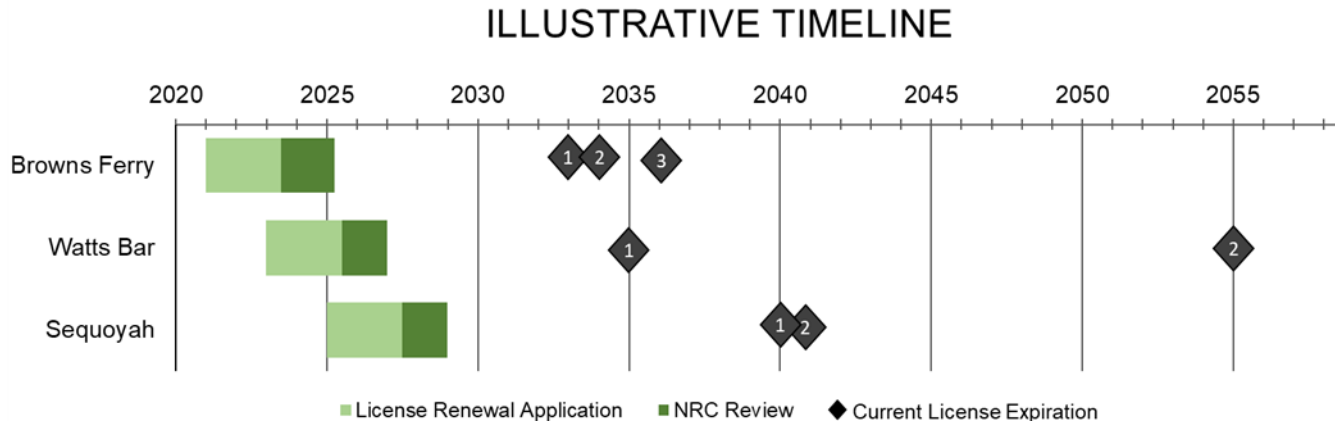 ILLUSTRATIVE TIMELINE
2020 2025 2030 2035 2040 2045 2050 2055
Browns Ferry 1 2 3
Watts Bar 1 2
Sequoyah 1 2
License Renewal Application NRC Review Current License Expiration